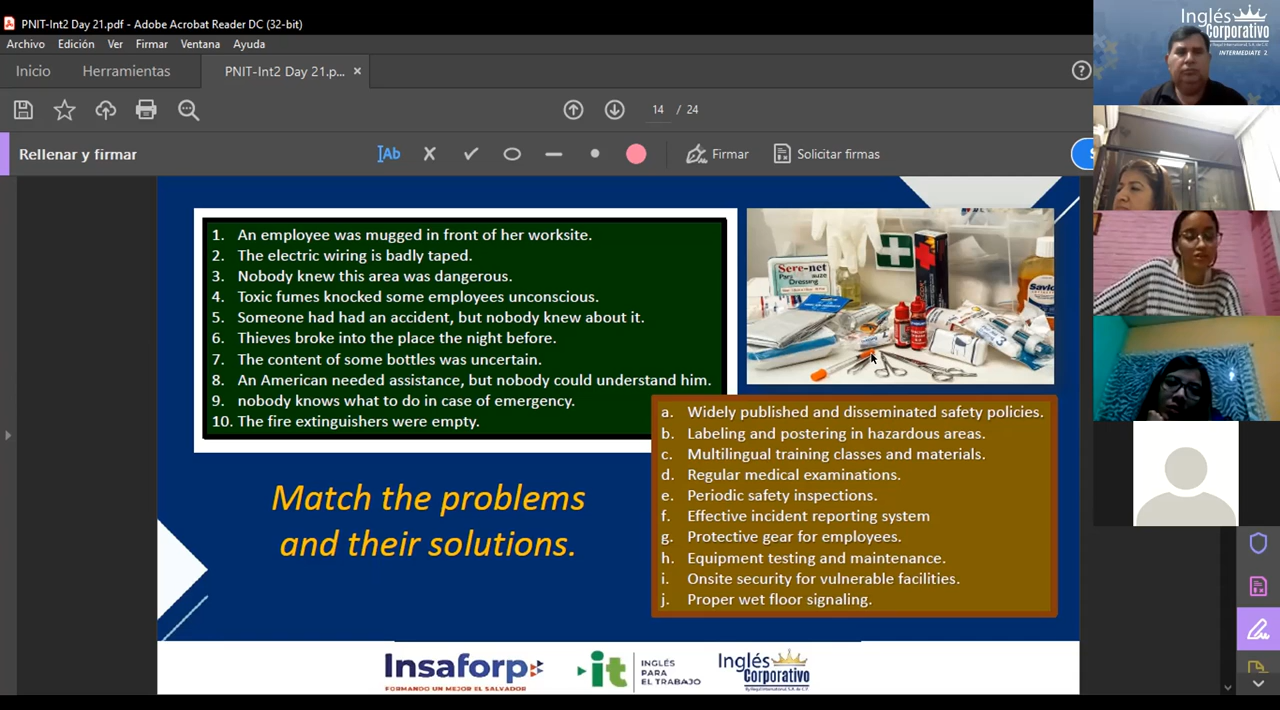 PNIT-Int2 Day 21.pdf - Adobe Acrobat Reader DC (32-bit)
Archivo Edición Ver Firmar Ventana Ayuda
Inicio Herramientas PNIT-Int2 Day 21.p... ×
14 / 24
Rellenar y firmar
Ab Firmar Solicitar firmas S
1. An employee was mugged in front of her worksite.
2. The electric wiring is badly taped.
3. Nobody knew this area was dangerous.
4. Toxic fumes knocked some employees unconscious.
5. Someone had had an accident, but nobody knew about it.
6. Thieves broke into the place the night before.
7. The content of some bottles was uncertain.
8. An American needed assistance, but nobody could understand him.
9. nobody knows what to do in case of emergency.
10. The fire extinguishers were empty.
Sere-net
Dressing
Savlo
Match the problems
and their solutions.
a. Widely published and disseminated safety policies.
b. Labeling and postering in hazardous areas.
c. Multilingual training classes and materials.
d. Regular medical examinations.
e. Periodic safety inspections.
f. Effective incident reporting system
g. Protective gear for employees.
h. Equipment testing and maintenance.
i. Onsite security for vulnerable facilities.
j. Proper wet floor signaling.
Insaforp
FORMANDO UN MEJOR EL SALVADOR
it
INGLÉS
PARA
EL TRABAJO
Inglés
Corporativo
Inglés
Corporativo
INTERMEDIATE 2